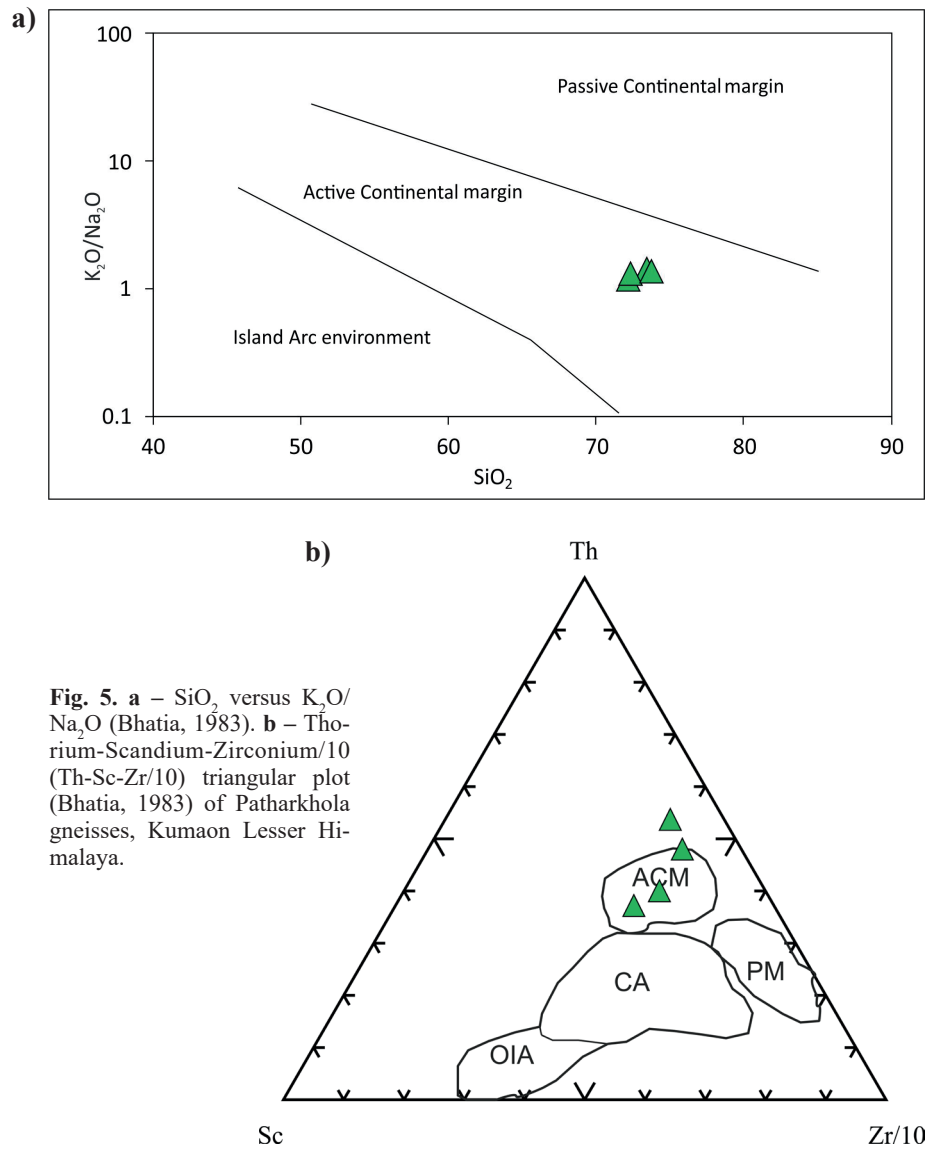 a)
100
10
1
0.1
K₂O/Na₂O
Passive Continental margin
Active Continental margin
Island Arc environment
40 50 60 70 80 90
SiO₂
b)
Th
Fig. 5. a – SiO₂ versus K₂O/
Na₂O (Bhatia, 1983). b – Tho-
rium-Scandium-Zirconium/10
(Th-Sc-Zr/10) triangular plot
(Bhatia, 1983) of Patharkhola
gneisses, Kumaon Lesser Hi-
malaya.
ACM
CA
PM
OIA
Sc
Zr/10